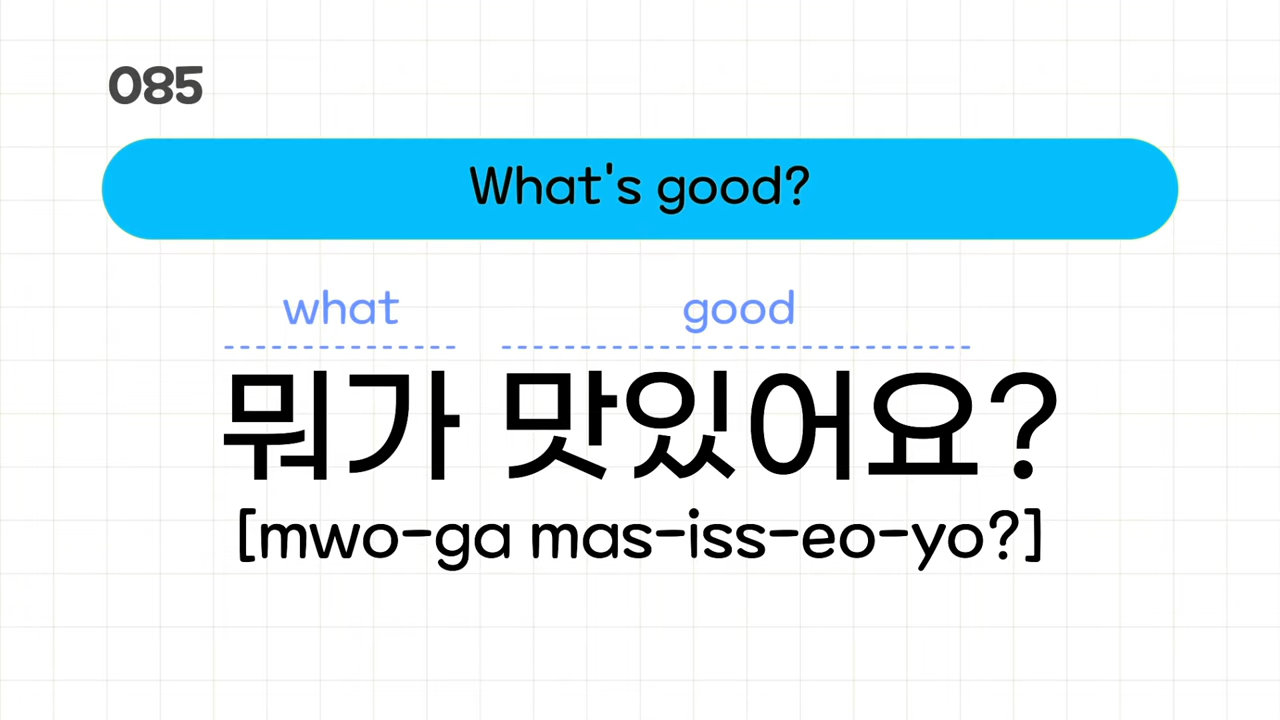 085
What's good?
what good
뭐가 맛있어요?
[mwo-ga mas-iss-eo-yo?]